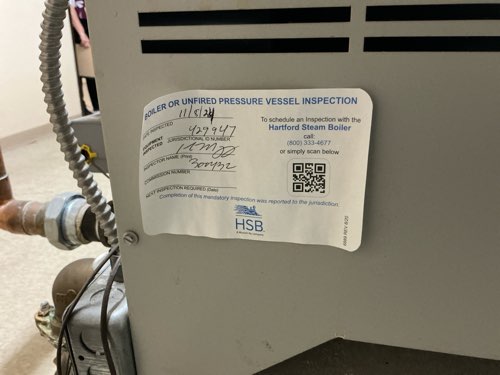 BOILER OR UNFIRED PRESSURE VESSEL INSPECTION
11/5/24
DATE INSPECTED
429947
JURISDICTIONAL ID NUMBER
EQUIPMENT INSPECTED
INSPECTOR NAME (Print)
COMMISSION NUMBER
NEXT INSPECTION REQUIRED (Date)
To schedule an Inspection with the
Hartford Steam Boiler
call:
(800) 333-4677
or simply scan below
Completion of this mandatory inspection was reported to the jurisdiction.
HSB